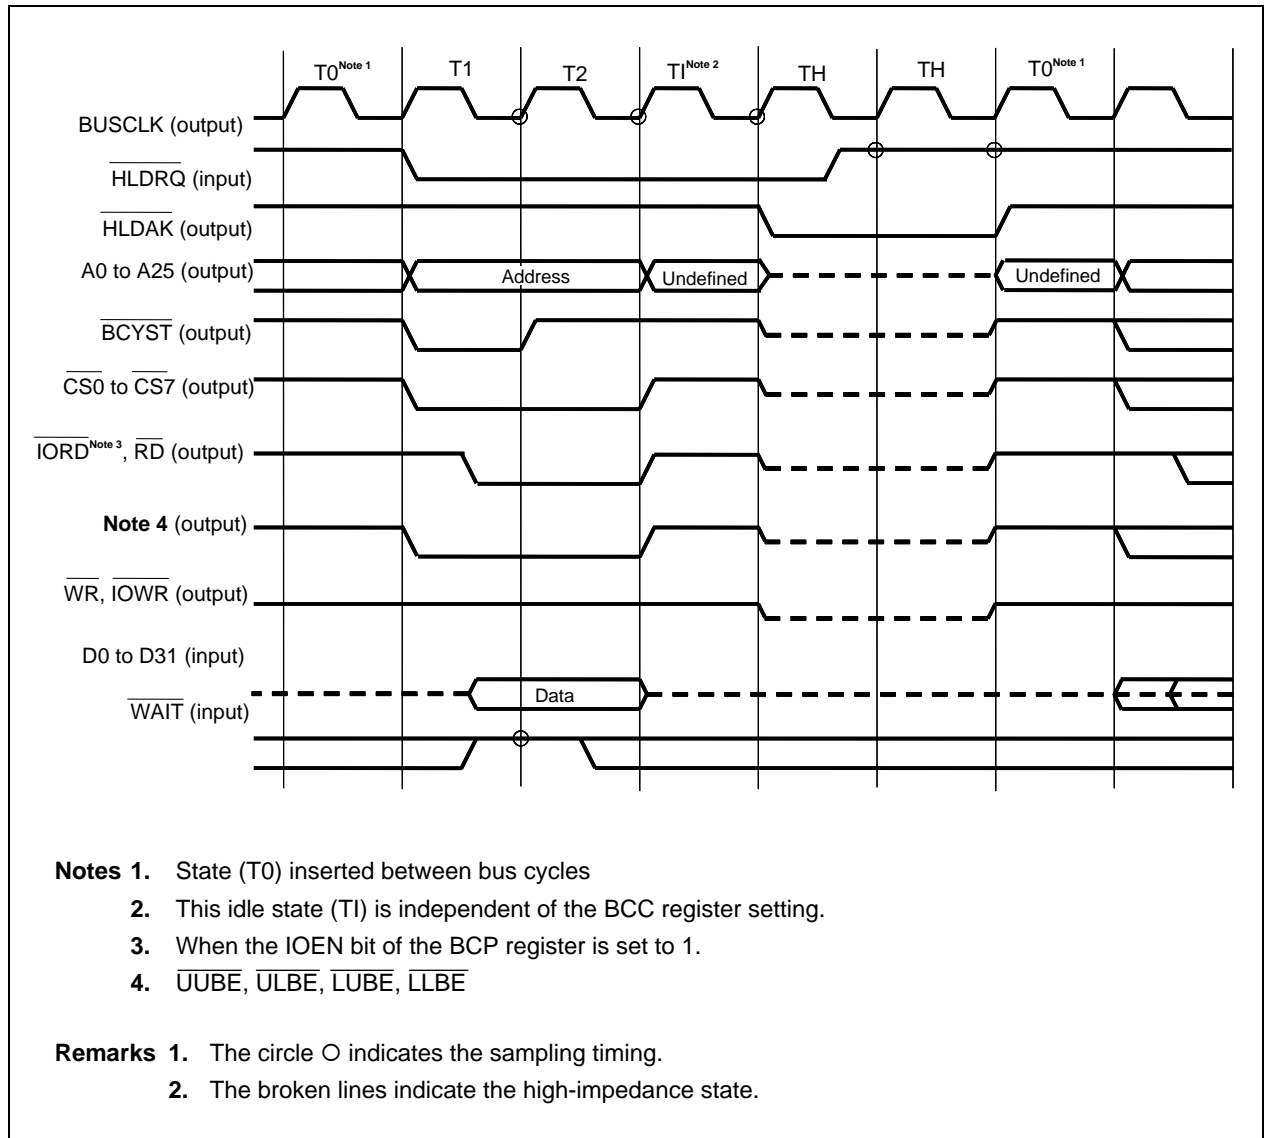 T0Note 1 T1 T2 TINote 2 TH TH T0Note 1
BUSCLK (output)
HLDRQ (input)
HLDAK (output)
A0 to A25 (output) Address Undefined Undefined
BCYST (output)
CS0 to CS7 (output)
IORDNote 3, RD (output)
Note 4 (output)
WR, IOWR (output)
D0 to D31 (input)
Data
WAIT (input)
Notes 1. State (T0) inserted between bus cycles
2. This idle state (TI) is independent of the BCC register setting.
3. When the IOEN bit of the BCP register is set to 1.
4. UUBE, ULBE, LUBE, LLBE
Remarks 1. The circle O indicates the sampling timing.
2. The broken lines indicate the high-impedance state.